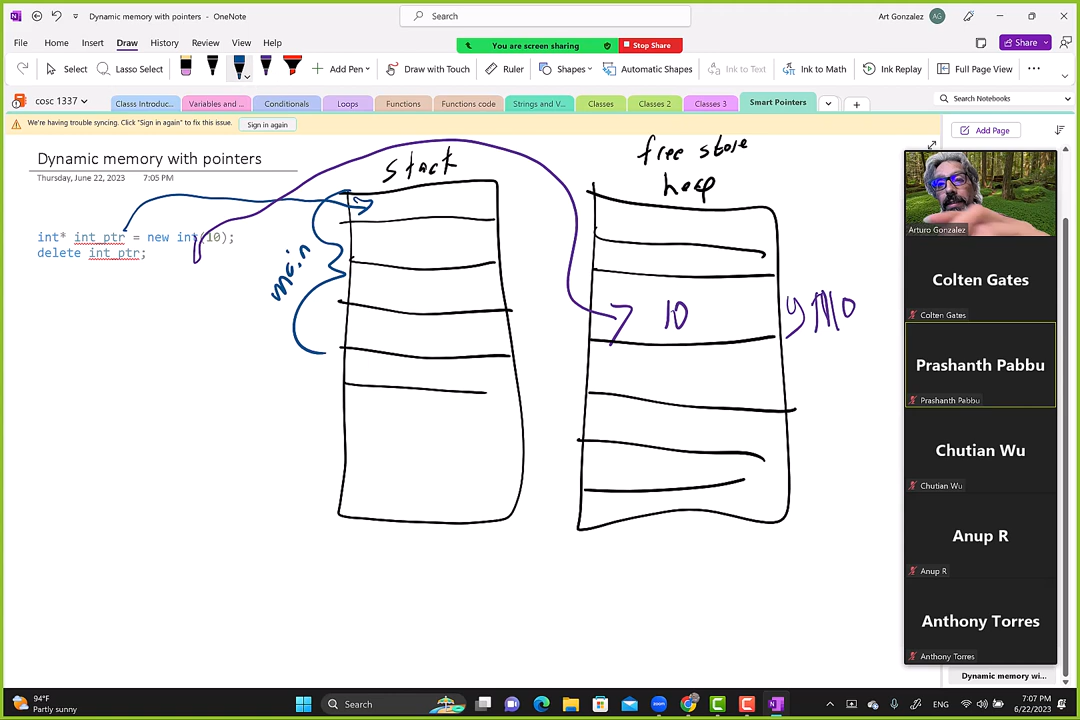 Dynamic memory with pointers - OneNote
Search
Art Gonzalez
AG
File Home Insert Draw History Review View Help
You are screen sharing
Stop Share
Share
Select
Lasso Select
Add Pen
Draw with Touch
Ruler
Shapes
Automatic Shapes
Ink to Text
Ink to Math
Ink Replay
Full Page View
cosc 1337
Classs Introduc...
Variables and ...
Conditionals
Loops
Functions
Functions code
Strings and V...
Classes
Classes 2
Classes 3
Smart Pointers
Search Notebooks
We're having trouble syncing. Click "Sign in again" to fix this issue.
Sign in again
Add Page
Dynamic memory with pointers
Thursday, June 22, 2023 7:05 PM
int* int_ptr = new int(10);
delete int_ptr;
stack
main
free store
heap
10
Arturo Gonzalez
Colten Gates
Colten Gates
Prashanth Pabbu
Prashanth Pabbu
Chutian Wu
Chutian Wu
Anup R
Anup R
Anthony Torres
Anthony Torres
Dynamic memory wi...
94°F
Partly sunny
Search
ENG
7:07 PM
6/22/2023